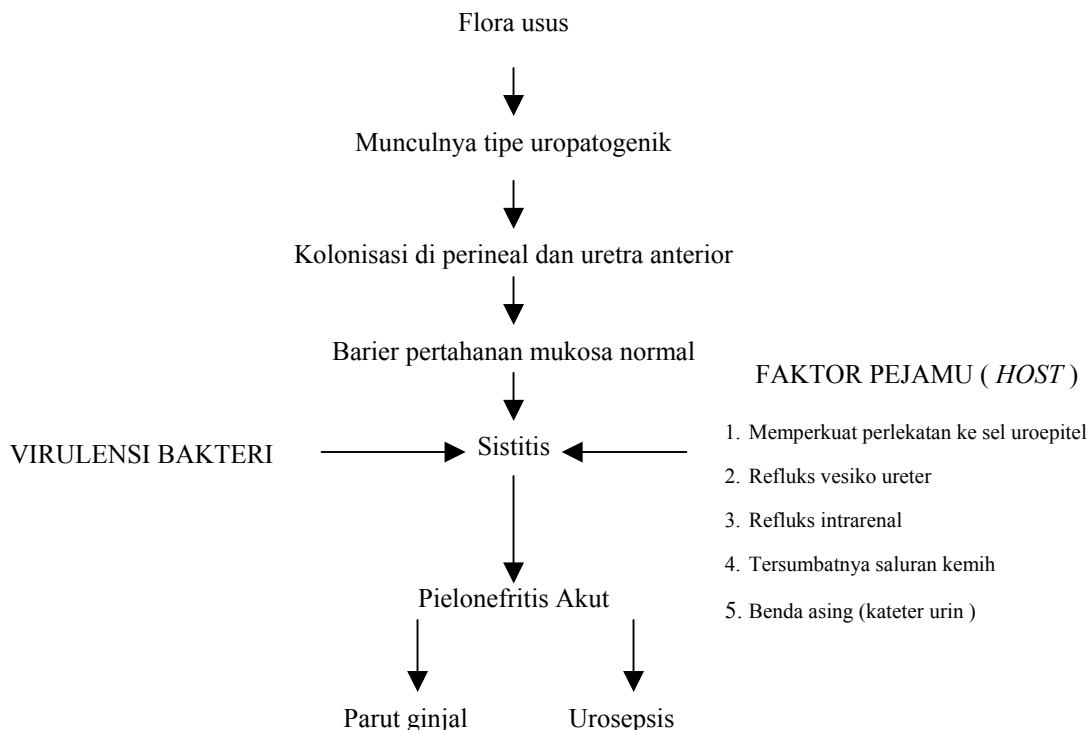 Flora usus
Munculnya tipe uropatogenik
Kolonisasi di perineal dan uretra anterior
Barier pertahanan mukosa normal
FAKTOR PEJAMU ( HOST )
VIRULENSI BAKTERI
Sistitis
1. Memperkuat perlekatan ke sel uroepitel
2. Refluks vesiko ureter
3. Refluks intrarenal
4. Tersumbatnya saluran kemih
5. Benda asing (kateter urin )
Pielonefritis Akut
Parut ginjal
Urosepsis